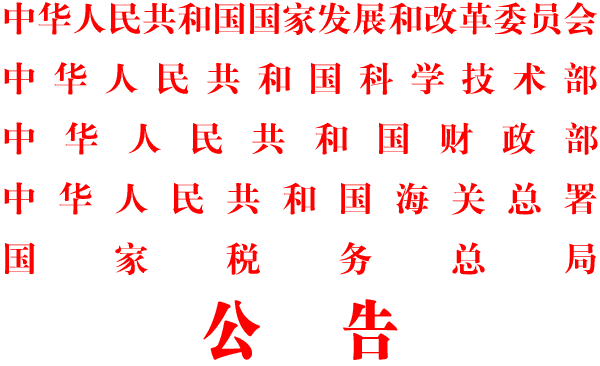 中华人民共和国国家发展和改革委员会
中华人民共和国科学技术部
中华人民共和国财政部
中华人民共和国海关总署
国家税务总局
公告